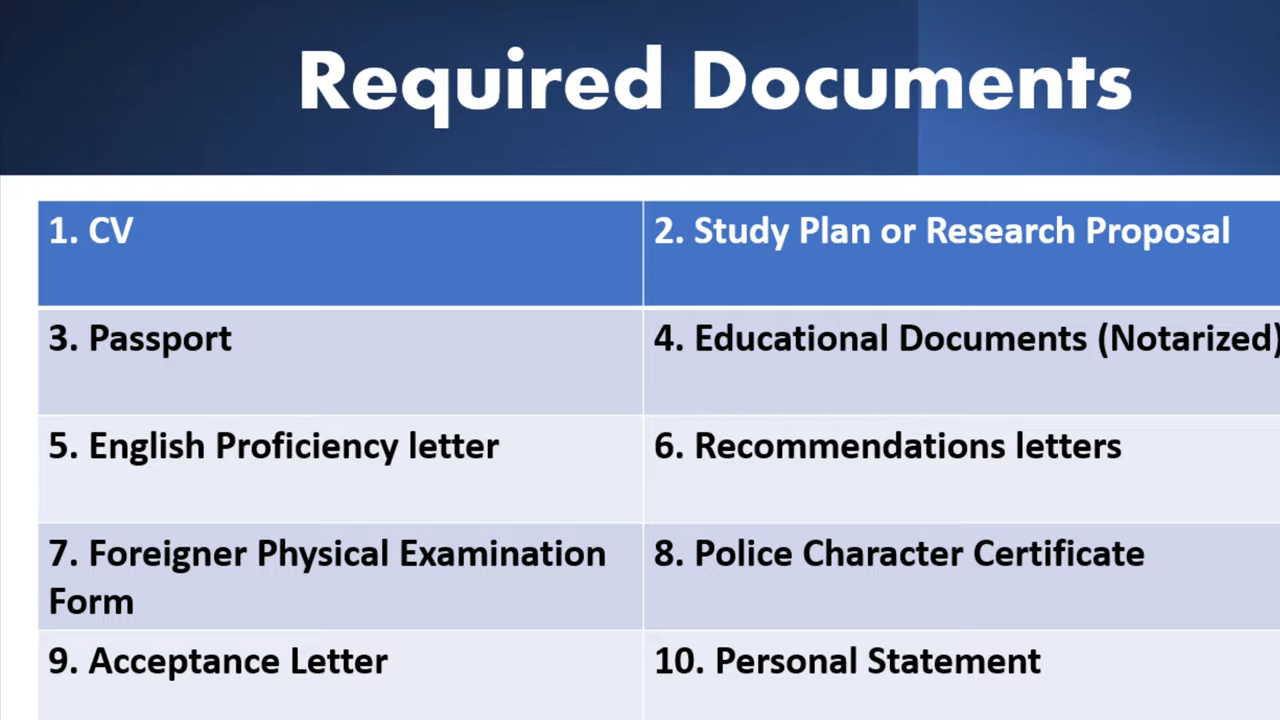 Required Documents
1. CV
2. Study Plan or Research Proposal
3. Passport
4. Educational Documents (Notarized)
5. English Proficiency letter
6. Recommendations letters
7. Foreigner Physical Examination
Form
8. Police Character Certificate
9. Acceptance Letter
10. Personal Statement